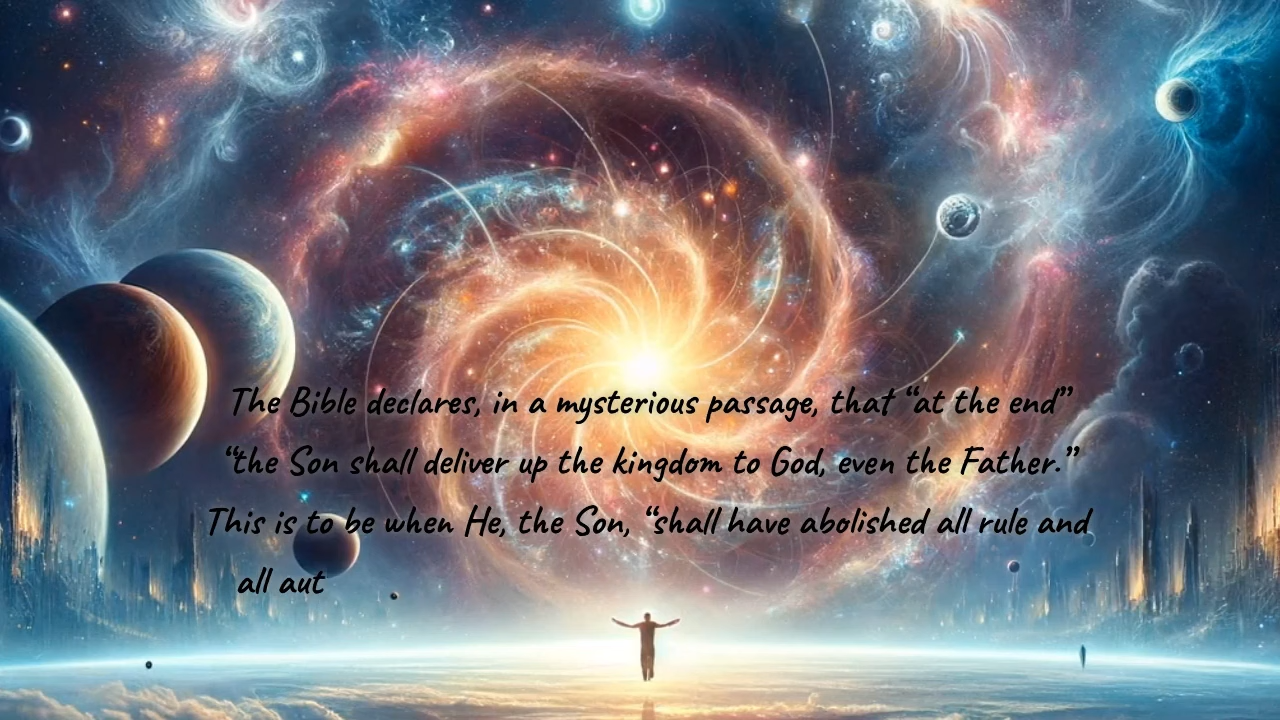 The Bible declares, in a mysterious passage, that “at the end”
“the Son shall deliver up the kingdom to God, even the Father.”
This is to be when He, the Son, “shall have abolished all rule and
all aut